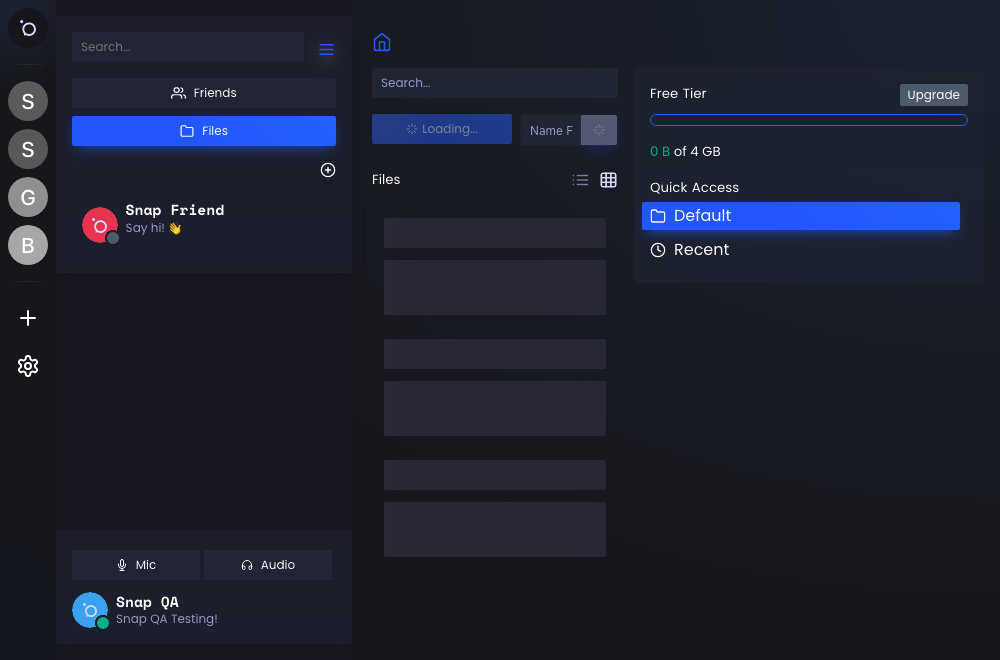 S
S
G
B
Search...
Friends
Files
Snap Friend
Say hi! 👋
Mic
Audio
Snap QA
Snap QA Testing!
Search...
Loading...
Name F
Files
Free Tier
Upgrade
0 B of 4 GB
Quick Access
Default
Recent